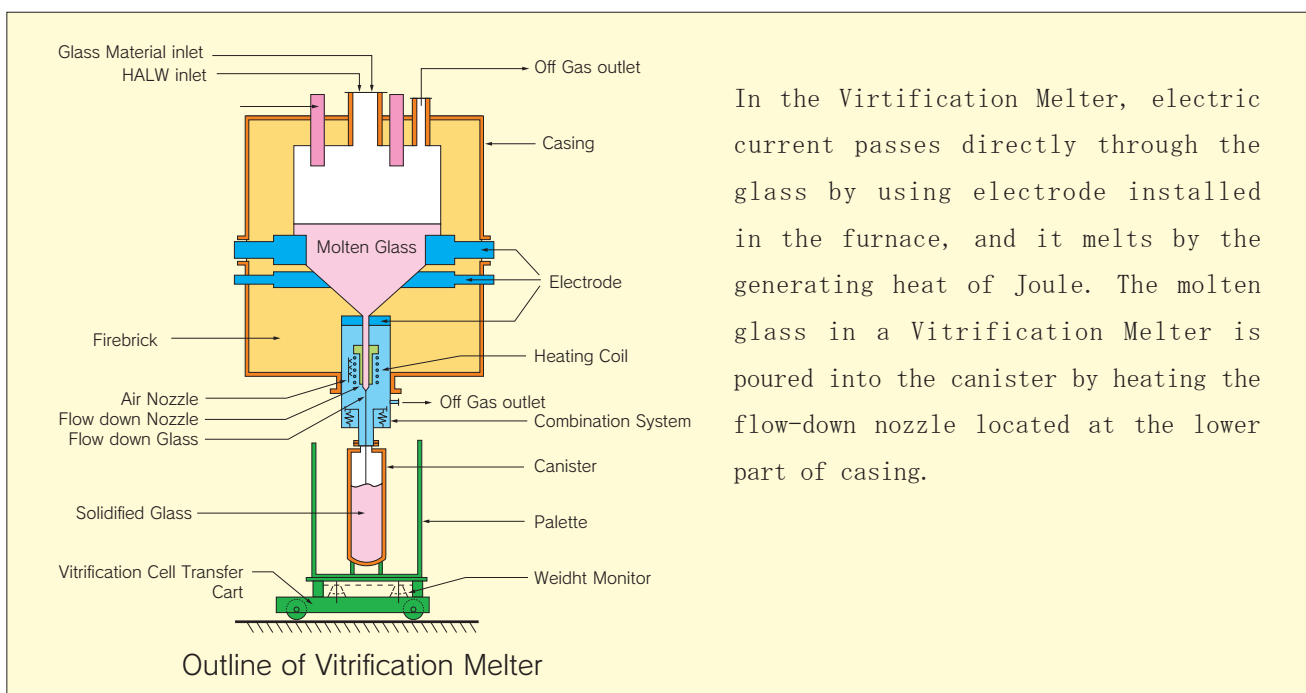 Glass Material inlet
HALW inlet
Off Gas outlet
Casing
Molten Glass
Electrode
Firebrick
Heating Coil
Air Nozzle
Flow down Nozzle
Flow down Glass
Off Gas outlet
Combination System
Canister
Solidified Glass
Palette
Vitrification Cell Transfer
Cart
Weidht Monitor
Outline of Vitrification Melter
In the Virtification Melter, electric
current passes directly through the
glass by using electrode installed
in the furnace, and it melts by the
generating heat of Joule. The molten
glass in a Vitrification Melter is
poured into the canister by heating the
flow-down nozzle located at the lower
part of casing.